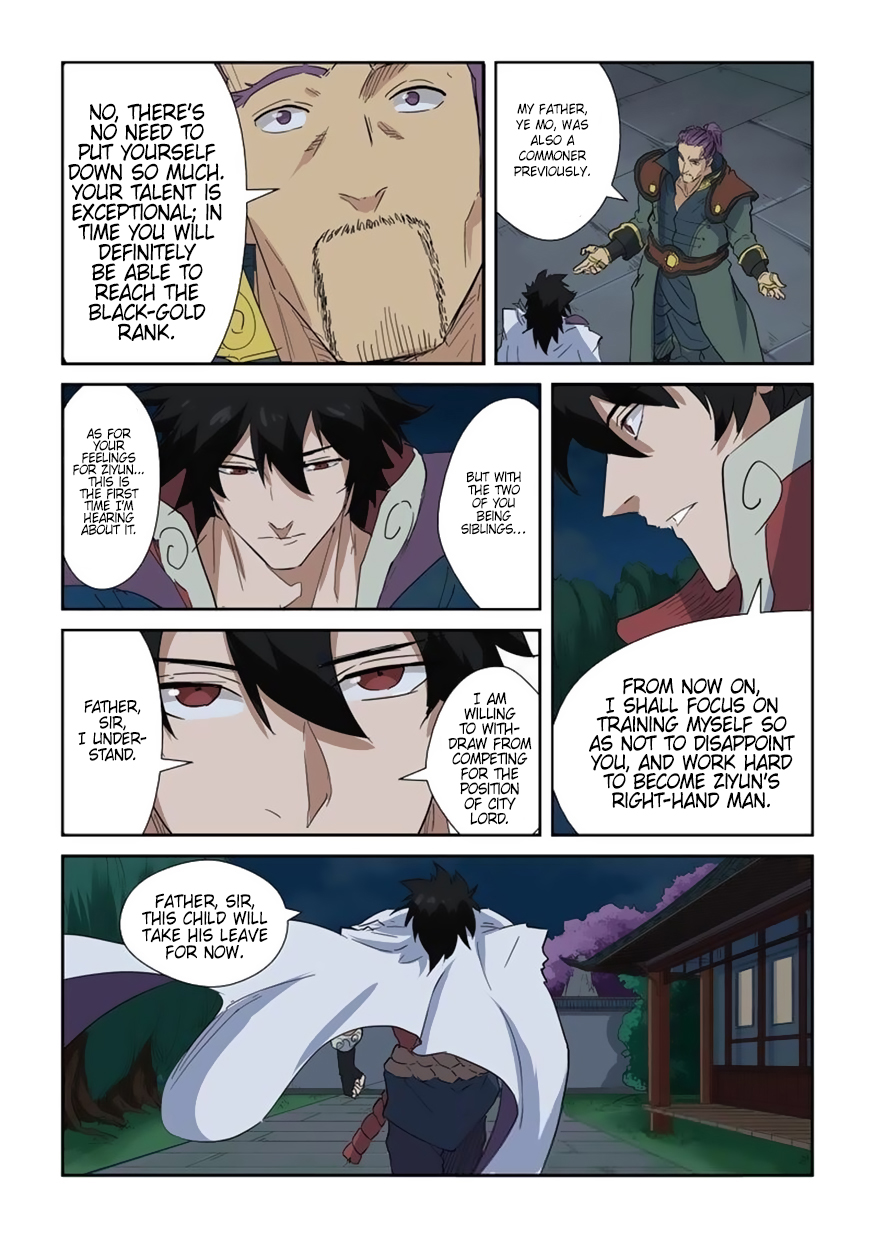 NO, THERE'S
NO NEED TO
PUT YOURSELF
DOWN SO MUCH.
YOUR TALENT IS
EXCEPTIONAL; IN
TIME YOU WILL
DEFINITELY
BE ABLE TO
REACH THE
BLACK-GOLD
RANK.
MY FATHER,
YE MO, WAS
ALSO A
COMMONER
PREVIOUSLY.
AS FOR
YOUR
FEELINGS
FOR ZIYUN...
THIS IS
THE FIRST
TIME I'M
HEARING
ABOUT IT.
BUT WITH
THE TWO
OF YOU
BEING
SIBLINGS...
FATHER,
SIR,
I UNDER-
STAND.
I AM
WILLING
TO WITH-
DRAW FROM
COMPETING
FOR THE
POSITION
OF CITY
LORD.
FROM NOW ON,
I SHALL FOCUS ON
TRAINING MYSELF SO
AS NOT TO DISAPPOINT
YOU, AND WORK HARD
TO BECOME ZIYUN'S
RIGHT-HAND MAN.
FATHER, SIR,
THIS CHILD WILL
TAKE HIS LEAVE
FOR NOW.